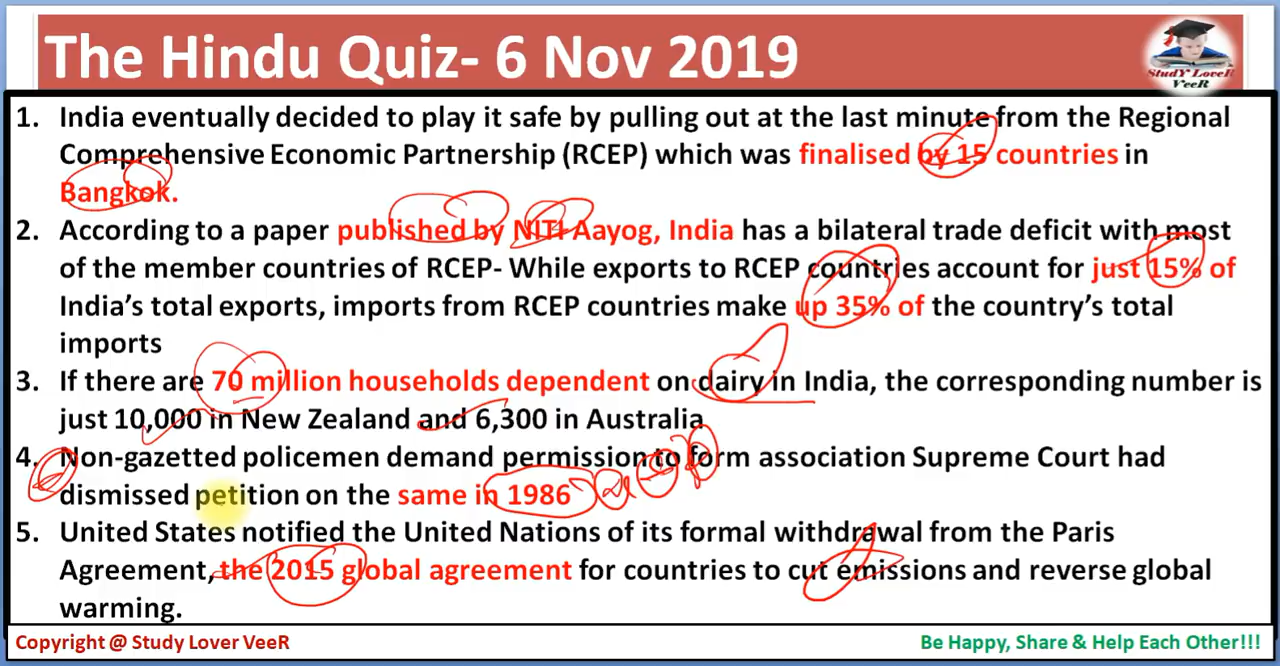 The Hindu Quiz- 6 Nov 2019
StudY LoveR
VeeR
1. India eventually decided to play it safe by pulling out at the last minute from the Regional
Comprehensive Economic Partnership (RCEP) which was finalised by 15 countries in
Bangkok.
2. According to a paper published by NITI Aayog, India has a bilateral trade deficit with most
of the member countries of RCEP- While exports to RCEP countries account for just 15% of
India’s total exports, imports from RCEP countries make up 35% of the country’s total
imports
3. If there are 70 million households dependent on dairy in India, the corresponding number is
just 10,000 in New Zealand and 6,300 in Australia
4. Non-gazetted policemen demand permission to form association Supreme Court had
dismissed petition on the same in 1986
5. United States notified the United Nations of its formal withdrawal from the Paris
Agreement, the 2015 global agreement for countries to cut emissions and reverse global
warming.
Copyright @ Study Lover VeeR
Be Happy, Share & Help Each Other!!!